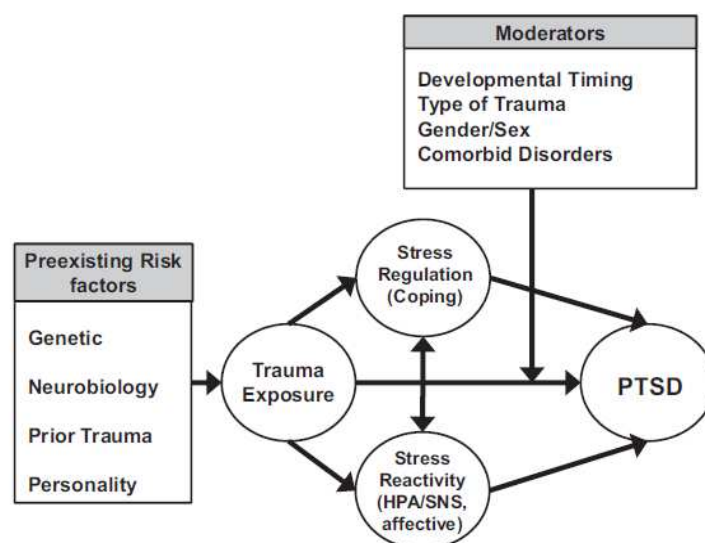 Moderators
Developmental Timing
Type of Trauma
Gender/Sex
Comorbid Disorders
Preexisting Risk
factors
Genetic
Neurobiology
Prior Trauma
Personality
Trauma
Exposure
Stress
Regulation
(Coping)
Stress
Reactivity
(HPA/SNS,
affective)
PTSD